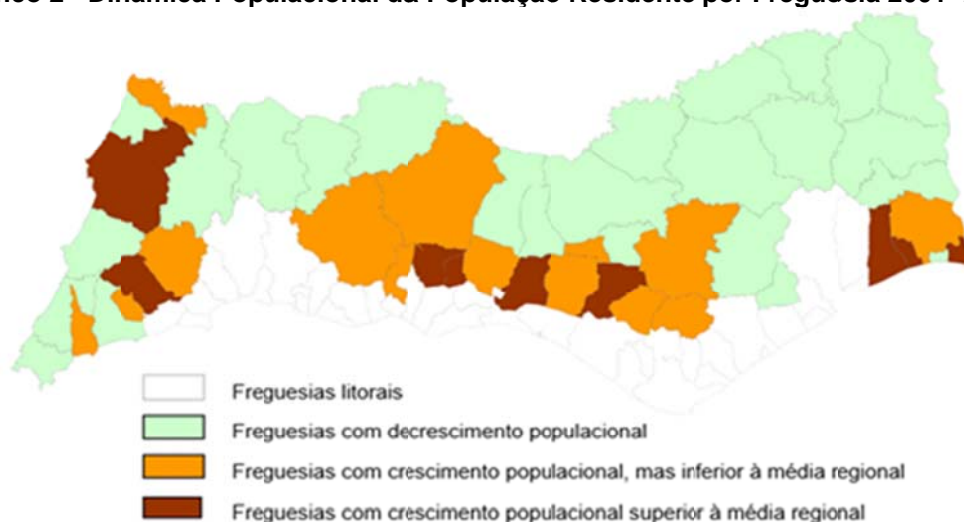 Dinâmica Populacional da População Residente por Freguesia 2001
Freguesias litorais
Freguesias com decrescimento populacional
Freguesias com crescimento populacional, mas inferior à média regional
Freguesias com crescimento populacional superior à média regional